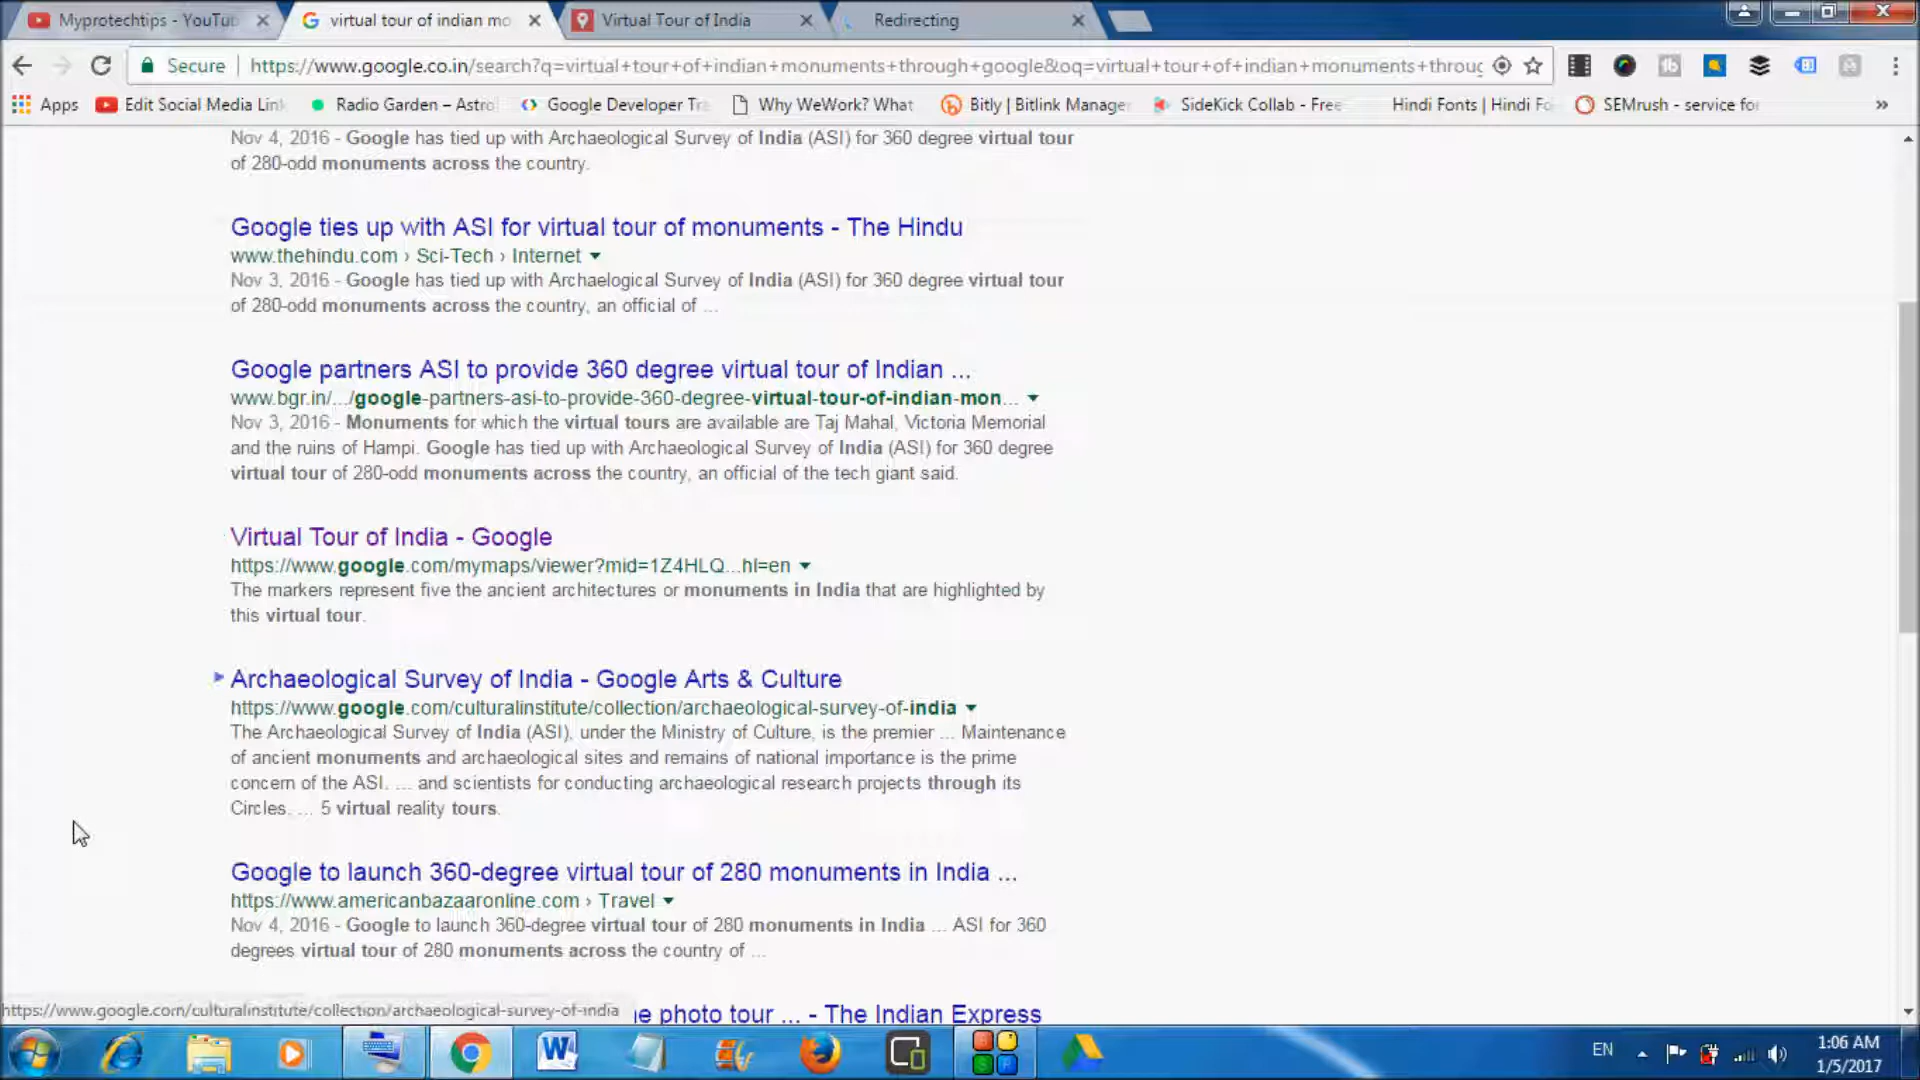 Myprotechtips - YouTub
virtual tour of indian mo
Virtual Tour of India
Redirecting
Secure
https://www.google.co.in/search?q=virtual+tour+of+indian+monuments+through+google&oq=virtual+tour+of+indian+monuments+throug
Apps
Edit Social Media Link
Radio Garden – Astro
Google Developer Tra
Why WeWork? What
Bitly | Bitlink Manage
SideKick Collab - Free
Hindi Fonts | Hindi Fo
SEMrush - service for
»
Nov 4, 2016 - Google has tied up with Archaeological Survey of India (ASI) for 360 degree virtual tour
of 280-odd monuments across the country.
Google ties up with ASI for virtual tour of monuments - The Hindu
www.thehindu.com › Sci-Tech › Internet
Nov 3, 2016 - Google has tied up with Archaelogical Survey of India (ASI) for 360 degree virtual tour
of 280-odd monuments across the country, an official of ...
Google partners ASI to provide 360 degree virtual tour of Indian ...
www.bgr.in/.../google-partners-asi-to-provide-360-degree-virtual-tour-of-indian-mon...
Nov 3, 2016 - Monuments for which the virtual tours are available are Taj Mahal, Victoria Memorial
and the ruins of Hampi. Google has tied up with Archaelogical Survey of India (ASI) for 360 degree
virtual tour of 280-odd monuments across the country, an official of the tech giant said.
Virtual Tour of India - Google
https://www.google.com/mymaps/viewer?mid=1Z4HLQ...hl=en
The markers represent five the ancient architectures or monuments in India that are highlighted by
this virtual tour.
Archaeological Survey of India - Google Arts & Culture
https://www.google.com/culturalinstitute/collection/archaeological-survey-of-india
The Archaeological Survey of India (ASI), under the Ministry of Culture, is the premier ... Maintenance
of ancient monuments and archaeological sites and remains of national importance is the prime
concern of the ASI. ... and scientists for conducting archaeological research projects through its
Circles. ... 5 virtual reality tours.
Google to launch 360-degree virtual tour of 280 monuments in India ...
https://www.americanbazaaronline.com › Travel
Nov 4, 2016 - Google to launch 360-degree virtual tour of 280 monuments in India ... ASI for 360
degrees virtual tour of 280 monuments across the country of ...
https://www.google.com/culturalinstitute/collection/archaeological-survey-of-india
e photo tour ... - The Indian Express
EN
1:06 AM
1/5/2017